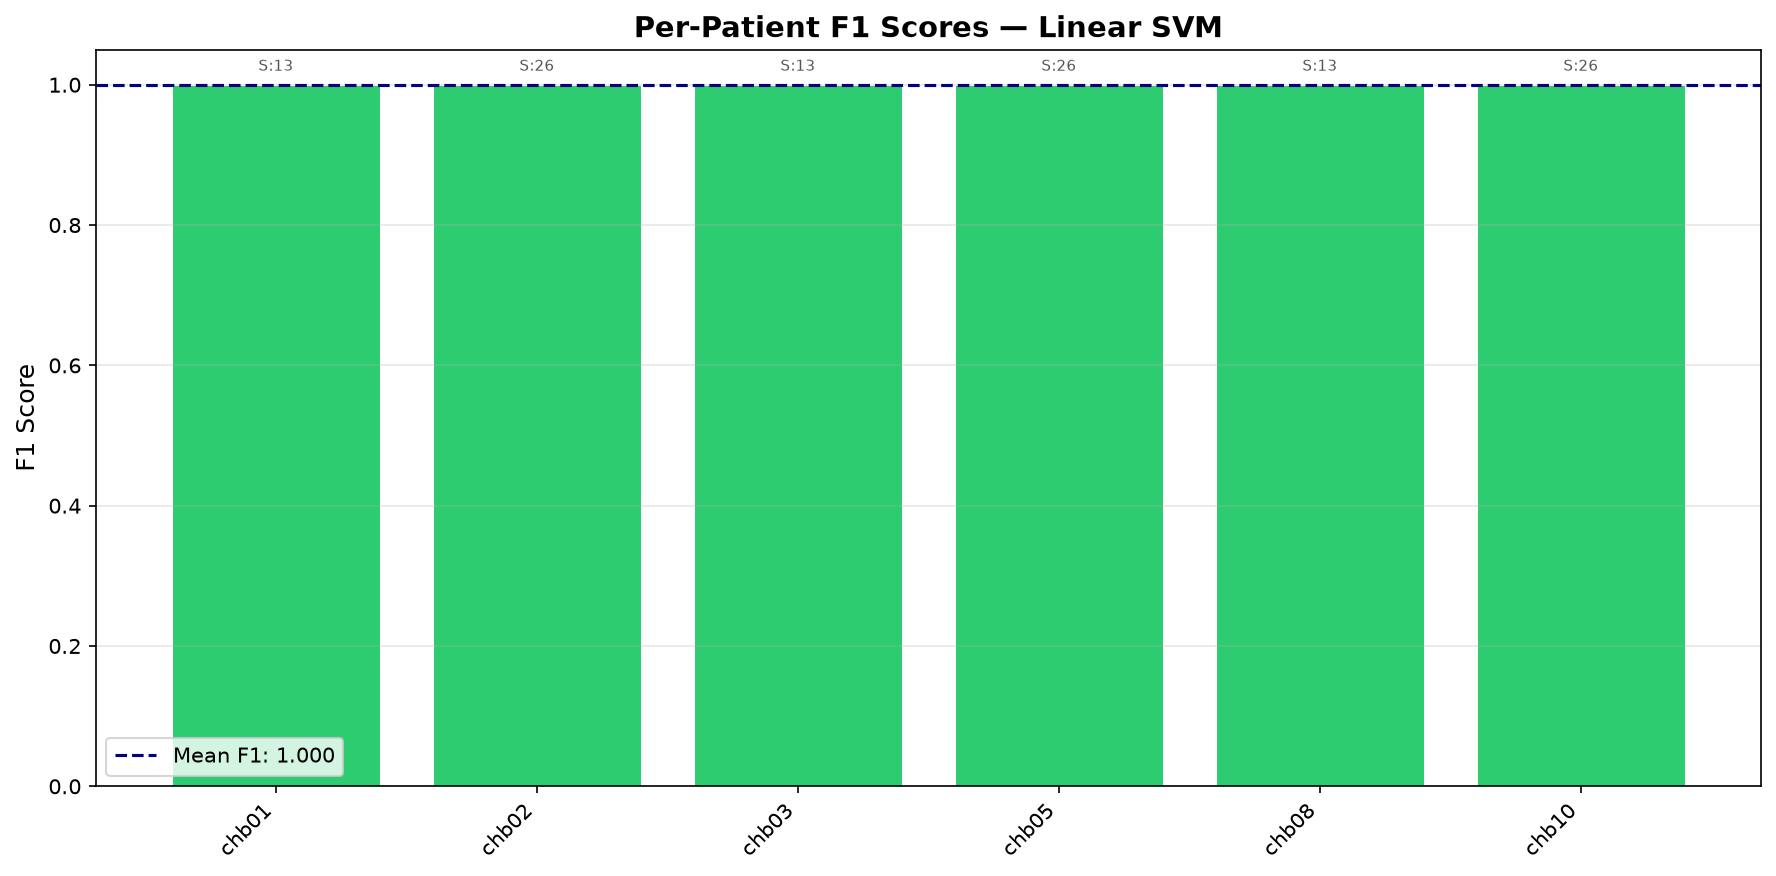 Per-Patient F1 Scores — Linear SVM
S:13 S:26 S:13 S:26 S:13 S:26
1.0
0.8
0.6
0.4
0.2
0.0
F1 Score
Mean F1: 1.000
chb01 chb02 chb03 chb05 chb08 chb10